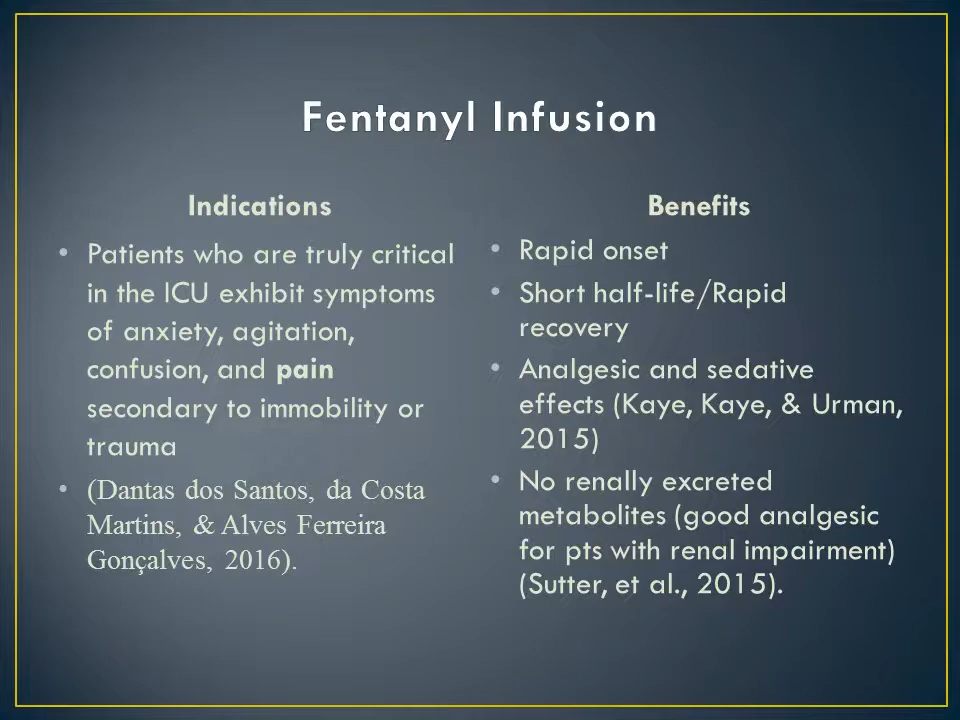 Fentanyl Infusion
Indications
• Patients who are truly critical
in the ICU exhibit symptoms
of anxiety, agitation,
confusion, and pain
secondary to immobility or
trauma
• (Dantas dos Santos, da Costa
Martins, & Alves Ferreira
Gonçalves, 2016).
Benefits
• Rapid onset
• Short half-life/Rapid
recovery
• Analgesic and sedative
effects (Kaye, Kaye, & Urman,
2015)
• No renally excreted
metabolites (good analgesic
for pts with renal impairment)
(Sutter, et al., 2015).